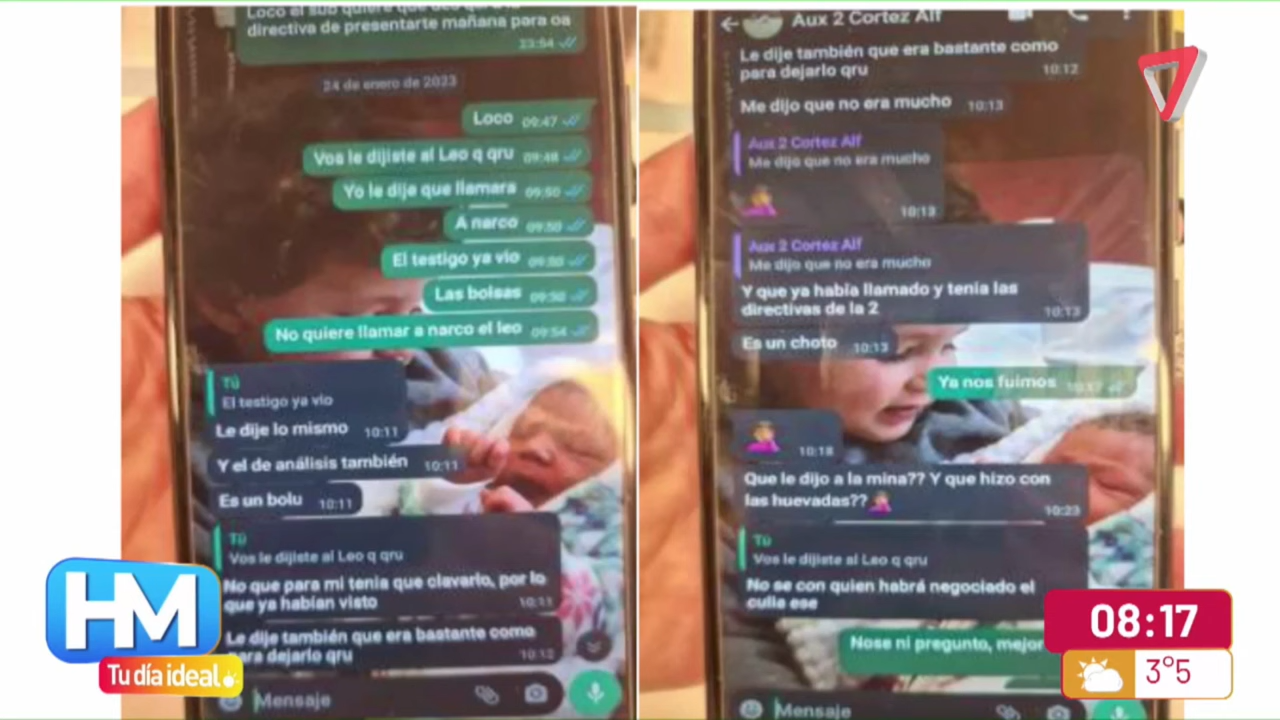 directiva de presentarte mañana para oa
23:54
24 de enero de 2023
Loco 09:47
Vos le dijiste al Leo q qru 09:48
Yo le dije que llamara 09:50
A narco 09:50
El testigo ya vio 09:50
Las bolsas 09:50
No quiere llamar a narco el leo 09:54
Tú
El testigo ya vio
Le dije lo mismo 10:11
Y el de análisis también 10:11
Es un bolu 10:11
Tú
Vos le dijiste al Leo q qru
No que para mi tenia que clavarlo, por lo
que ya habían visto 10:11
Le dije también que era bastante como
para dejarlo qru 10:12
Mensaje
Aux 2 Cortez Alf
Le dije también que era bastante como
para dejarlo qru 10:12
Me dijo que no era mucho 10:13
Aux 2 Cortez Alf
Me dijo que no era mucho
10:13
Aux 2 Cortez Alf
Me dijo que no era mucho
Y que ya había llamado y tenia las
directivas de la 2 10:13
Es un choto 10:13
Ya nos fuimos
10:18
Que le dijo a la mina?? Y que hizo con
las huevadas?? 10:23
Tú
Vos le dijiste al Leo q qru
No se con quien habrá negociado el
culia ese
Nose ni pregunto, mejor
Mensaje
HM
Tu día ideal
08:17
3°5